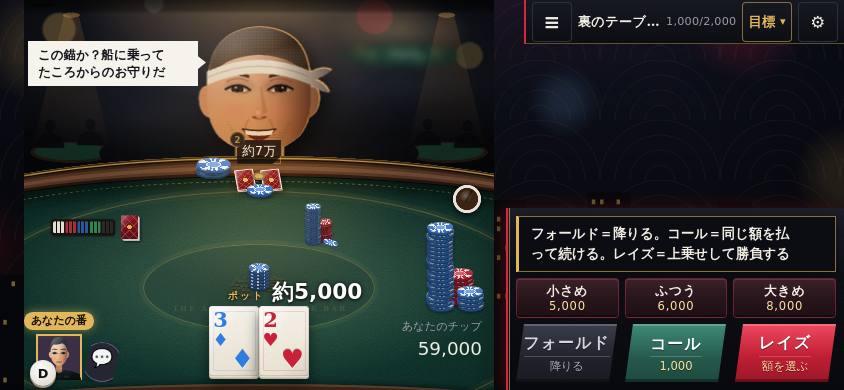 この錨か？船に乗って
たころからのお守りだ
裏のテーブ… 1,000/2,000
目標 ▾
2
約7万
ポット 約5,000
あなたの番
D
3
2
あなたのチップ
59,000
フォールド＝降りる。コール＝同じ額を払
って続ける。レイズ＝上乗せして勝負する
小さめ
5,000
ふつう
6,000
大きめ
8,000
フォールド
降りる
コール
1,000
レイズ
額を選ぶ